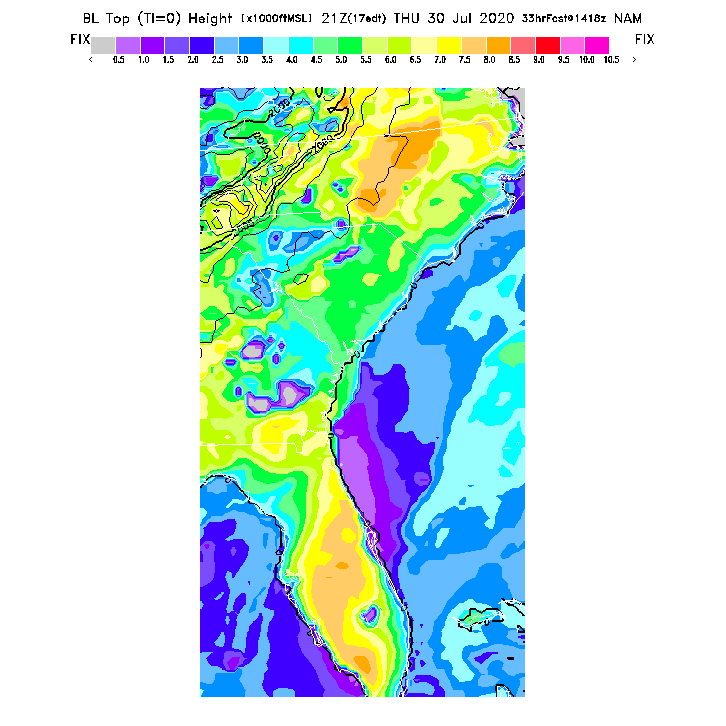 BL Top (TI=0) Height [x1000ftMSL] 21Z(17edt) THU 30 Jul 2020 33hrFcst@1418z NAM
FIX FIX
< 0.5 1.0 1.5 2.0 2.5 3.0 3.5 4.0 4.5 5.0 5.5 6.0 6.5 7.0 7.5 8.0 8.5 9.0 9.5 10.0 10.5 >
2000
2000
2000